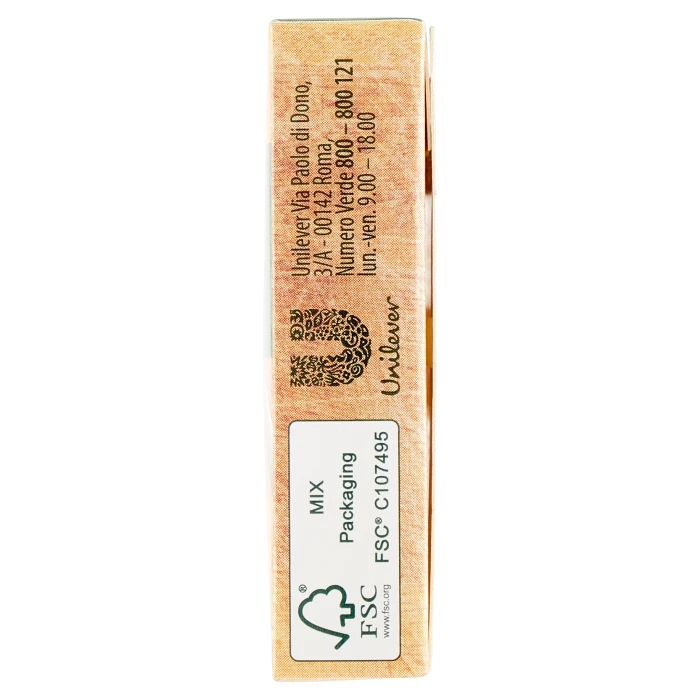 Unilever Via Paolo di Dono,
3/A - 00142 Roma,
Numero Verde 800 – 800 121
lun.-ven. 9.00 – 18.00
Unilever
MIX
Packaging
FSC® C107495
®
FSC
www.fsc.org